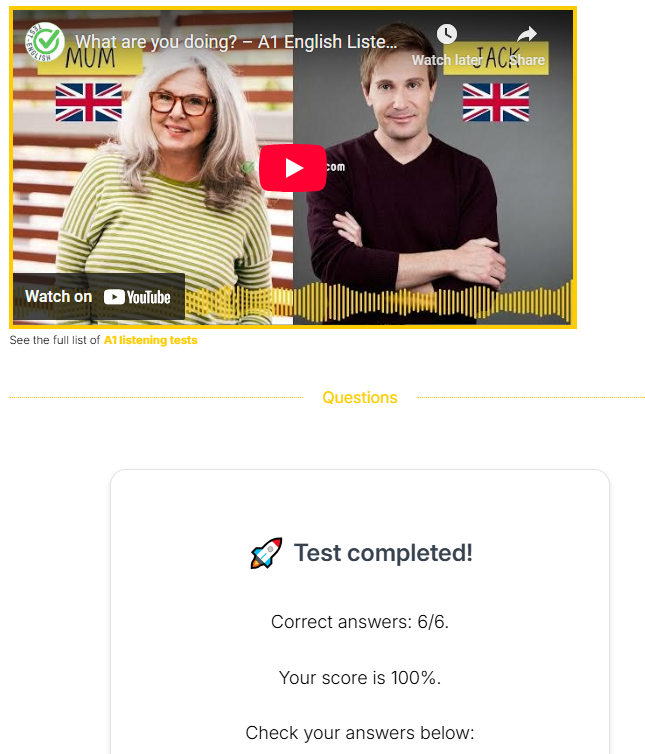 What are you doing? – A1 English Liste...
Watch later
Share
TEST-ENGLISH
MUM
JACK
com
Watch on YouTube
See the full list of A1 listening tests
Questions
Test completed!
Correct answers: 6/6.
Your score is 100%.
Check your answers below: